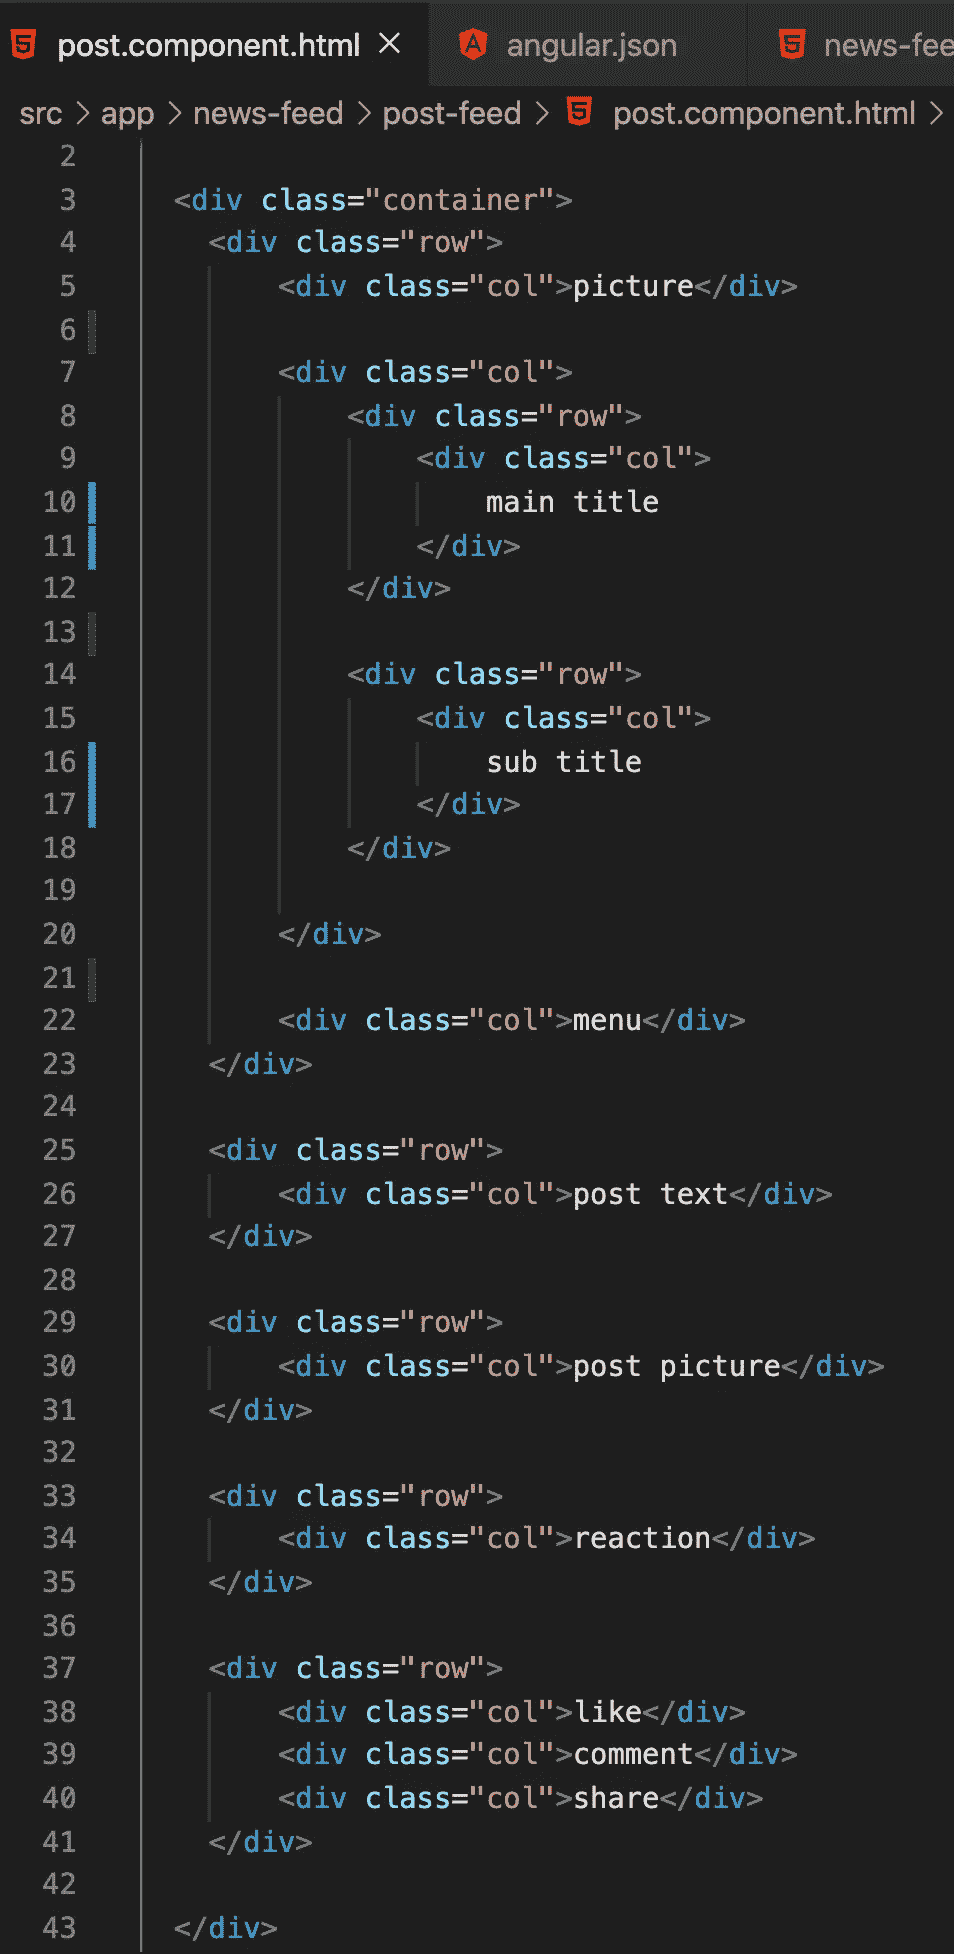 post.component.html angular.json news-fee
src > app > news-feed > post-feed > post.component.html >
2
3 <div class="container">
4 <div class="row">
5 <div class="col">picture</div>
6
7 <div class="col">
8 <div class="row">
9 <div class="col">
10 main title
11 </div>
12 </div>
13
14 <div class="row">
15 <div class="col">
16 sub title
17 </div>
18 </div>
19
20 </div>
21
22 <div class="col">menu</div>
23 </div>
24
25 <div class="row">
26 <div class="col">post text</div>
27 </div>
28
29 <div class="row">
30 <div class="col">post picture</div>
31 </div>
32
33 <div class="row">
34 <div class="col">reaction</div>
35 </div>
36
37 <div class="row">
38 <div class="col">like</div>
39 <div class="col">comment</div>
40 <div class="col">share</div>
41 </div>
42
43 </div>